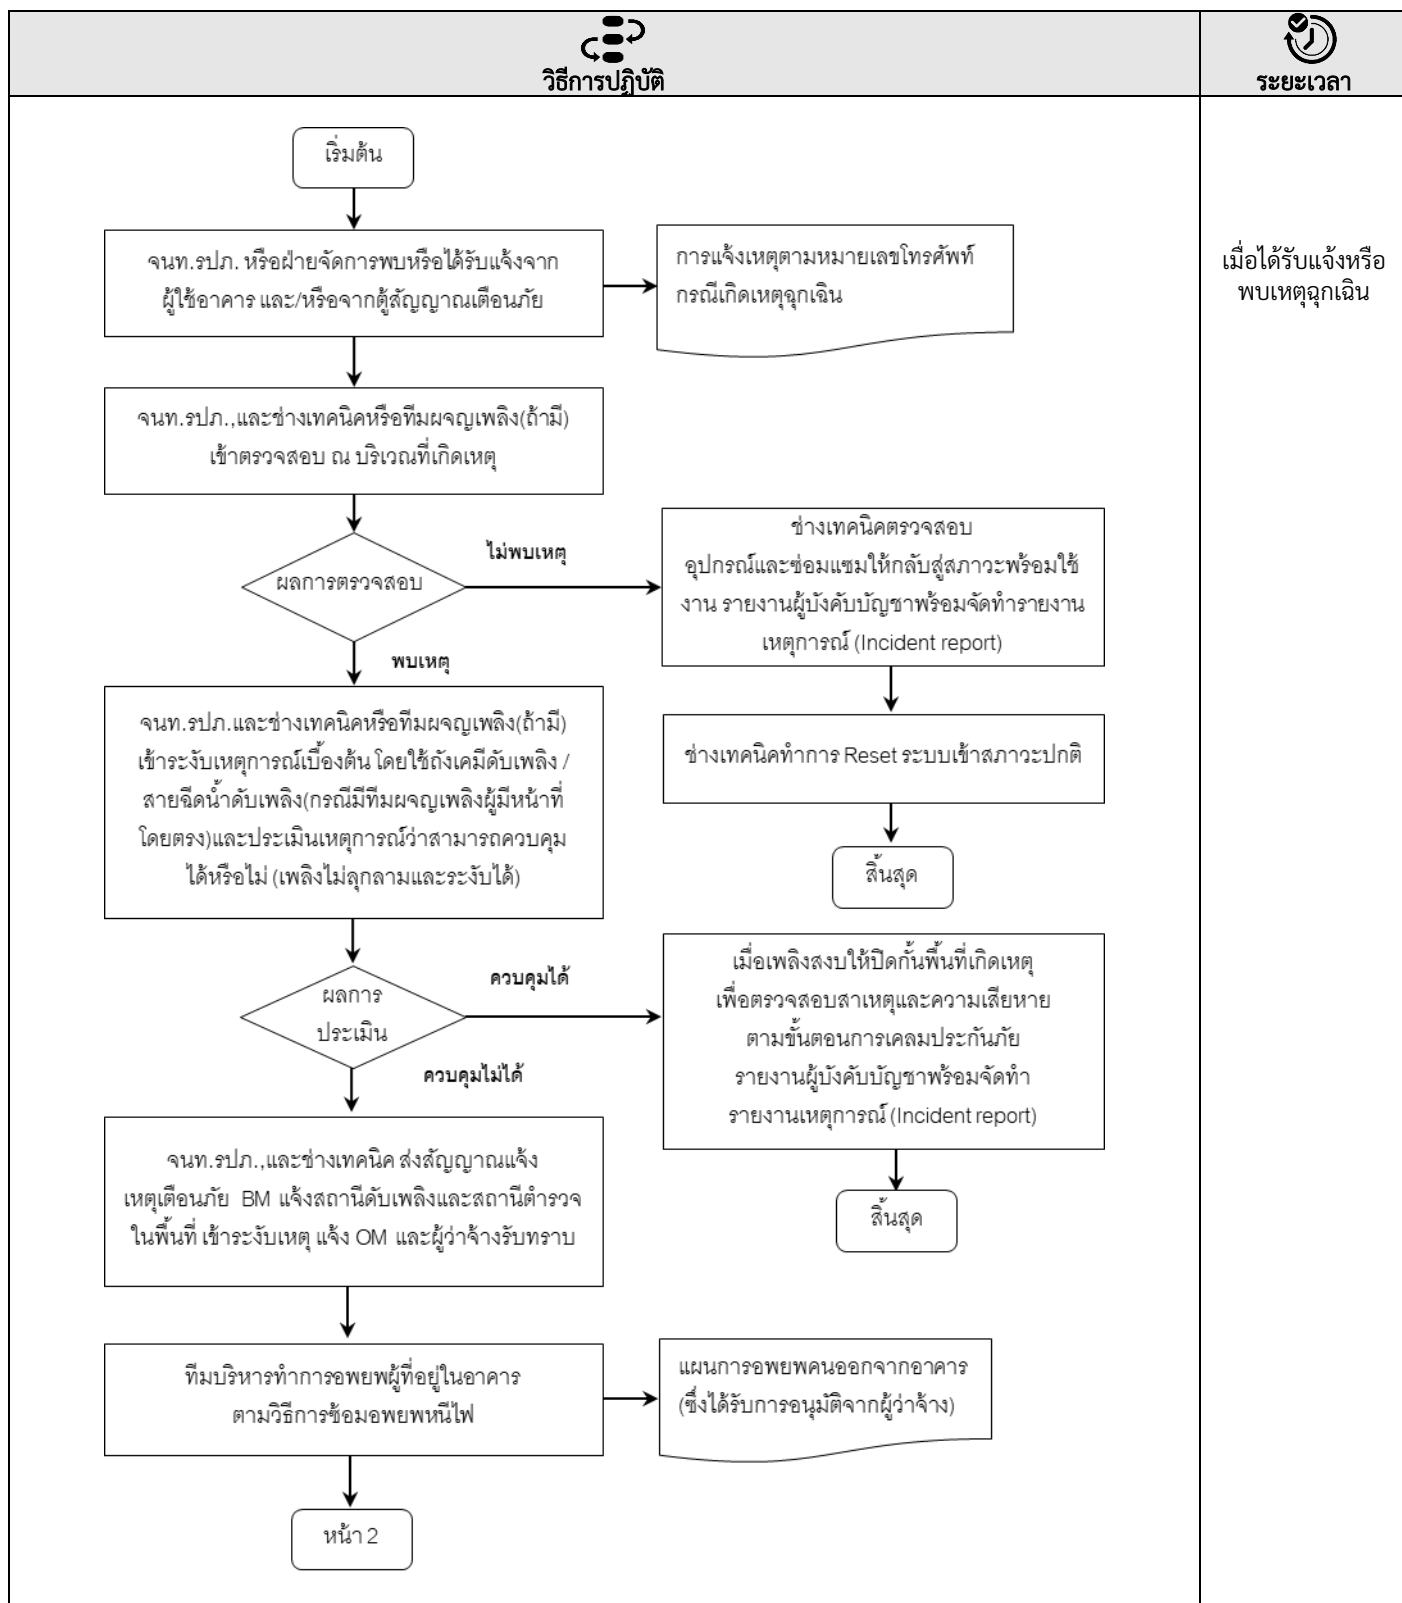 วิธีการปฏิบัติ
ระยะเวลา
เริ่มต้น
จนท.รปภ. หรือฝ่ายจัดการพบหรือได้รับแจ้งจาก
ผู้ใช้อาคาร และ/หรือจากตู้สัญญาณเตือนภัย
การแจ้งเหตุตามหมายเลขโทรศัพท์
กรณีเกิดเหตุฉุกเฉิน
เมื่อได้รับแจ้งหรือ
พบเหตุฉุกเฉิน
จนท.รปภ.,และช่างเทคนิคหรือทีมผจญเพลิง(ถ้ามี)
เข้าตรวจสอบ ณ บริเวณที่เกิดเหตุ
ผลการตรวจสอบ
ไม่พบเหตุ
ช่างเทคนิคตรวจสอบ
อุปกรณ์และซ่อมแซมให้กลับสู่สภาวะพร้อมใช้
งาน รายงานผู้บังคับบัญชาพร้อมจัดทำรายงาน
เหตุการณ์ (Incident report)
พบเหตุ
จนท.รปภ.และช่างเทคนิคหรือทีมผจญเพลิง(ถ้ามี)
เข้าระงับเหตุการณ์เบื้องต้น โดยใช้ถังเคมีดับเพลิง /
สายฉีดน้ำดับเพลิง(กรณีมีทีมผจญเพลิงผู้มีหน้าที่
โดยตรง)และประเมินเหตุการณ์ว่าสามารถควบคุม
ได้หรือไม่ (เพลิงไม่ลุกลามและระงับได้)
ช่างเทคนิคทำการ Reset ระบบเข้าสภาวะปกติ
สิ้นสุด
ผลการ
ประเมิน
ควบคุมได้
เมื่อเพลิงสงบให้ปิดกั้นพื้นที่เกิดเหตุ
เพื่อตรวจสอบสาเหตุและความเสียหาย
ตามขั้นตอนการเคลมประกันภัย
รายงานผู้บังคับบัญชาพร้อมจัดทำ
รายงานเหตุการณ์ (Incident report)
ควบคุมไม่ได้
จนท.รปภ.,และช่างเทคนิค ส่งสัญญาณแจ้ง
เหตุเตือนภัย BM แจ้งสถานีดับเพลิงและสถานีตำรวจ
ในพื้นที่ เข้าระงับเหตุ แจ้ง OM และผู้ว่าจ้างรับทราบ
สิ้นสุด
ทีมบริหารทำการอพยพผู้ที่อยู่ในอาคาร
ตามวิธีการซ้อมอพยพหนีไฟ
แผนการอพยพคนออกจากอาคาร
(ซึ่งได้รับการอนุมัติจากผู้ว่าจ้าง)
หน้า 2